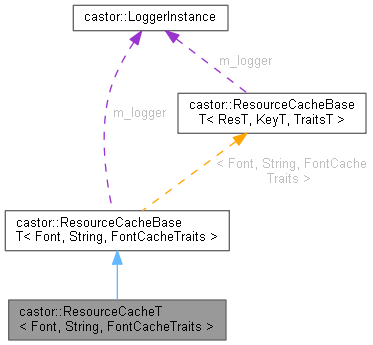 castor::LoggerInstance
m_logger
castor::ResourceCacheBase
T< ResT, KeyT, TraitsT >
m_logger
< Font, String, FontCache
Traits >
castor::ResourceCacheBase
T< Font, String, FontCacheTraits >
castor::ResourceCacheT
< Font, String, FontCacheTraits >